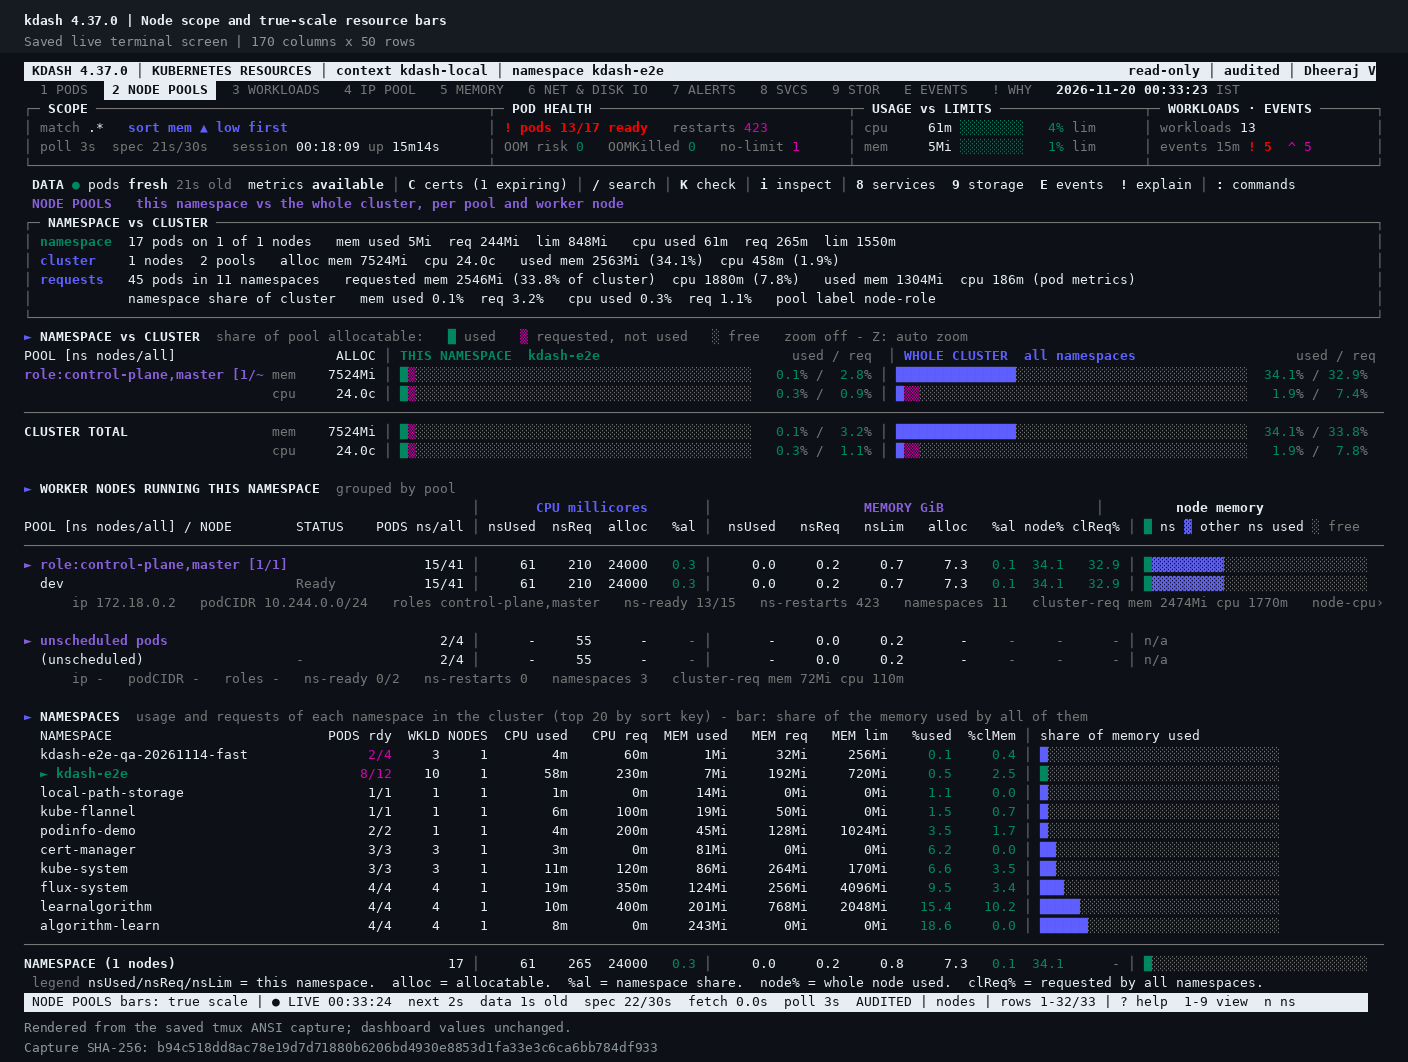 kdash 4.37.0 | Node scope and true-scale resource bars
Saved live terminal screen | 170 columns x 50 rows
KDASH 4.37.0 │ KUBERNETES RESOURCES │ context kdash-local │ namespace kdash-e2e read-only │ audited │ Dheeraj V
1 PODS 2 NODE POOLS 3 WORKLOADS 4 IP POOL 5 MEMORY 6 NET & DISK IO 7 ALERTS 8 SVCS 9 STOR E EVENTS ! WHY 2026-11-20 00:33:23 IST
SCOPE POD HEALTH USAGE vs LIMITS WORKLOADS · EVENTS
match .* sort mem ▲ low first │ ! pods 13/17 ready restarts 423 │ cpu 61m 4% lim │ workloads 13
poll 3s spec 21s/30s session 00:18:09 up 15m14s │ OOM risk 0 OOMKilled 0 no-limit 1 │ mem 5Mi 1% lim │ events 15m ! 5 ^ 5
DATA ● pods fresh 21s old metrics available │ C certs (1 expiring) │ / search │ K check │ i inspect │ 8 services 9 storage E events ! explain │ : commands
NODE POOLS this namespace vs the whole cluster, per pool and worker node
NAMESPACE vs CLUSTER
namespace 17 pods on 1 of 1 nodes mem used 5Mi req 244Mi lim 848Mi cpu used 61m req 265m lim 1550m
cluster 1 nodes 2 pools alloc mem 7524Mi cpu 24.0c used mem 2563Mi (34.1%) cpu 458m (1.9%)
requests 45 pods in 11 namespaces requested mem 2546Mi (33.8% of cluster) cpu 1880m (7.8%) used mem 1304Mi cpu 186m (pod metrics)
namespace share of cluster mem used 0.1% req 3.2% cpu used 0.3% req 1.1% pool label node-role
► NAMESPACE vs CLUSTER share of pool allocatable: █ used ▒ requested, not used ░ free zoom off - Z: auto zoom
POOL [ns nodes/all] ALLOC │ THIS NAMESPACE kdash-e2e used / req │ WHOLE CLUSTER all namespaces used / req
role:control-plane,master [1/~ mem 7524Mi │ 0.1% / 2.8% │ 34.1% / 32.9%
cpu 24.0c │ 0.3% / 0.9% │ 1.9% / 7.4%
CLUSTER TOTAL mem 7524Mi │ 0.1% / 3.2% │ 34.1% / 33.8%
cpu 24.0c │ 0.3% / 1.1% │ 1.9% / 7.8%
► WORKER NODES RUNNING THIS NAMESPACE grouped by pool
│ CPU millicores │ MEMORY GiB │ node memory
POOL [ns nodes/all] / NODE STATUS PODS ns/all │ nsUsed nsReq alloc %al │ nsUsed nsReq nsLim alloc %al node% clReq% │ █ ns ▓ other ns used ░ free
► role:control-plane,master [1/1] 15/41 │ 61 210 24000 0.3 │ 0.0 0.2 0.7 7.3 0.1 34.1 32.9 │
dev Ready 15/41 │ 61 210 24000 0.3 │ 0.0 0.2 0.7 7.3 0.1 34.1 32.9 │
ip 172.18.0.2 podCIDR 10.244.0.0/24 roles control-plane,master ns-ready 13/15 ns-restarts 423 namespaces 11 cluster-req mem 2474Mi cpu 1770m node-cpu›
► unscheduled pods 2/4 │ - 55 - - │ - 0.0 0.2 - - - - │ n/a
(unscheduled) - 2/4 │ - 55 - - │ - 0.0 0.2 - - - - │ n/a
ip - podCIDR - roles - ns-ready 0/2 ns-restarts 0 namespaces 3 cluster-req mem 72Mi cpu 110m
► NAMESPACES usage and requests of each namespace in the cluster (top 20 by sort key) - bar: share of the memory used by all of them
NAMESPACE PODS rdy WKLD NODES CPU used CPU req MEM used MEM req MEM lim %used %clMem │ share of memory used
kdash-e2e-qa-20261114-fast 2/4 3 1 4m 60m 1Mi 32Mi 256Mi 0.1 0.4 │
► kdash-e2e 8/12 10 1 58m 230m 7Mi 192Mi 720Mi 0.5 2.5 │
local-path-storage 1/1 1 1 1m 0m 14Mi 0Mi 0Mi 1.1 0.0 │
kube-flannel 1/1 1 1 6m 100m 19Mi 50Mi 0Mi 1.5 0.7 │
podinfo-demo 2/2 1 1 4m 200m 45Mi 128Mi 1024Mi 3.5 1.7 │
cert-manager 3/3 3 1 3m 0m 81Mi 0Mi 0Mi 6.2 0.0 │
kube-system 3/3 3 1 11m 120m 86Mi 264Mi 170Mi 6.6 3.5 │
flux-system 4/4 4 1 19m 350m 124Mi 256Mi 4096Mi 9.5 3.4 │
learnalgorithm 4/4 4 1 10m 400m 201Mi 768Mi 2048Mi 15.4 10.2 │
algorithm-learn 4/4 4 1 8m 0m 243Mi 0Mi 0Mi 18.6 0.0 │
NAMESPACE (1 nodes) 17 │ 61 265 24000 0.3 │ 0.0 0.2 0.8 7.3 0.1 34.1 - │
legend nsUsed/nsReq/nsLim = this namespace. alloc = allocatable. %al = namespace share. node% = whole node used. clReq% = requested by all namespaces.
NODE POOLS bars: true scale | ● LIVE 00:33:24 next 2s data 1s old spec 22/30s fetch 0.0s poll 3s AUDITED | nodes | rows 1-32/33 | ? help 1-9 view n ns
Rendered from the saved tmux ANSI capture; dashboard values unchanged.
Capture SHA-256: b94c518dd8ac78e19d7d71880b6206bd4930e8853d1fa33e3c6ca6bb784df933